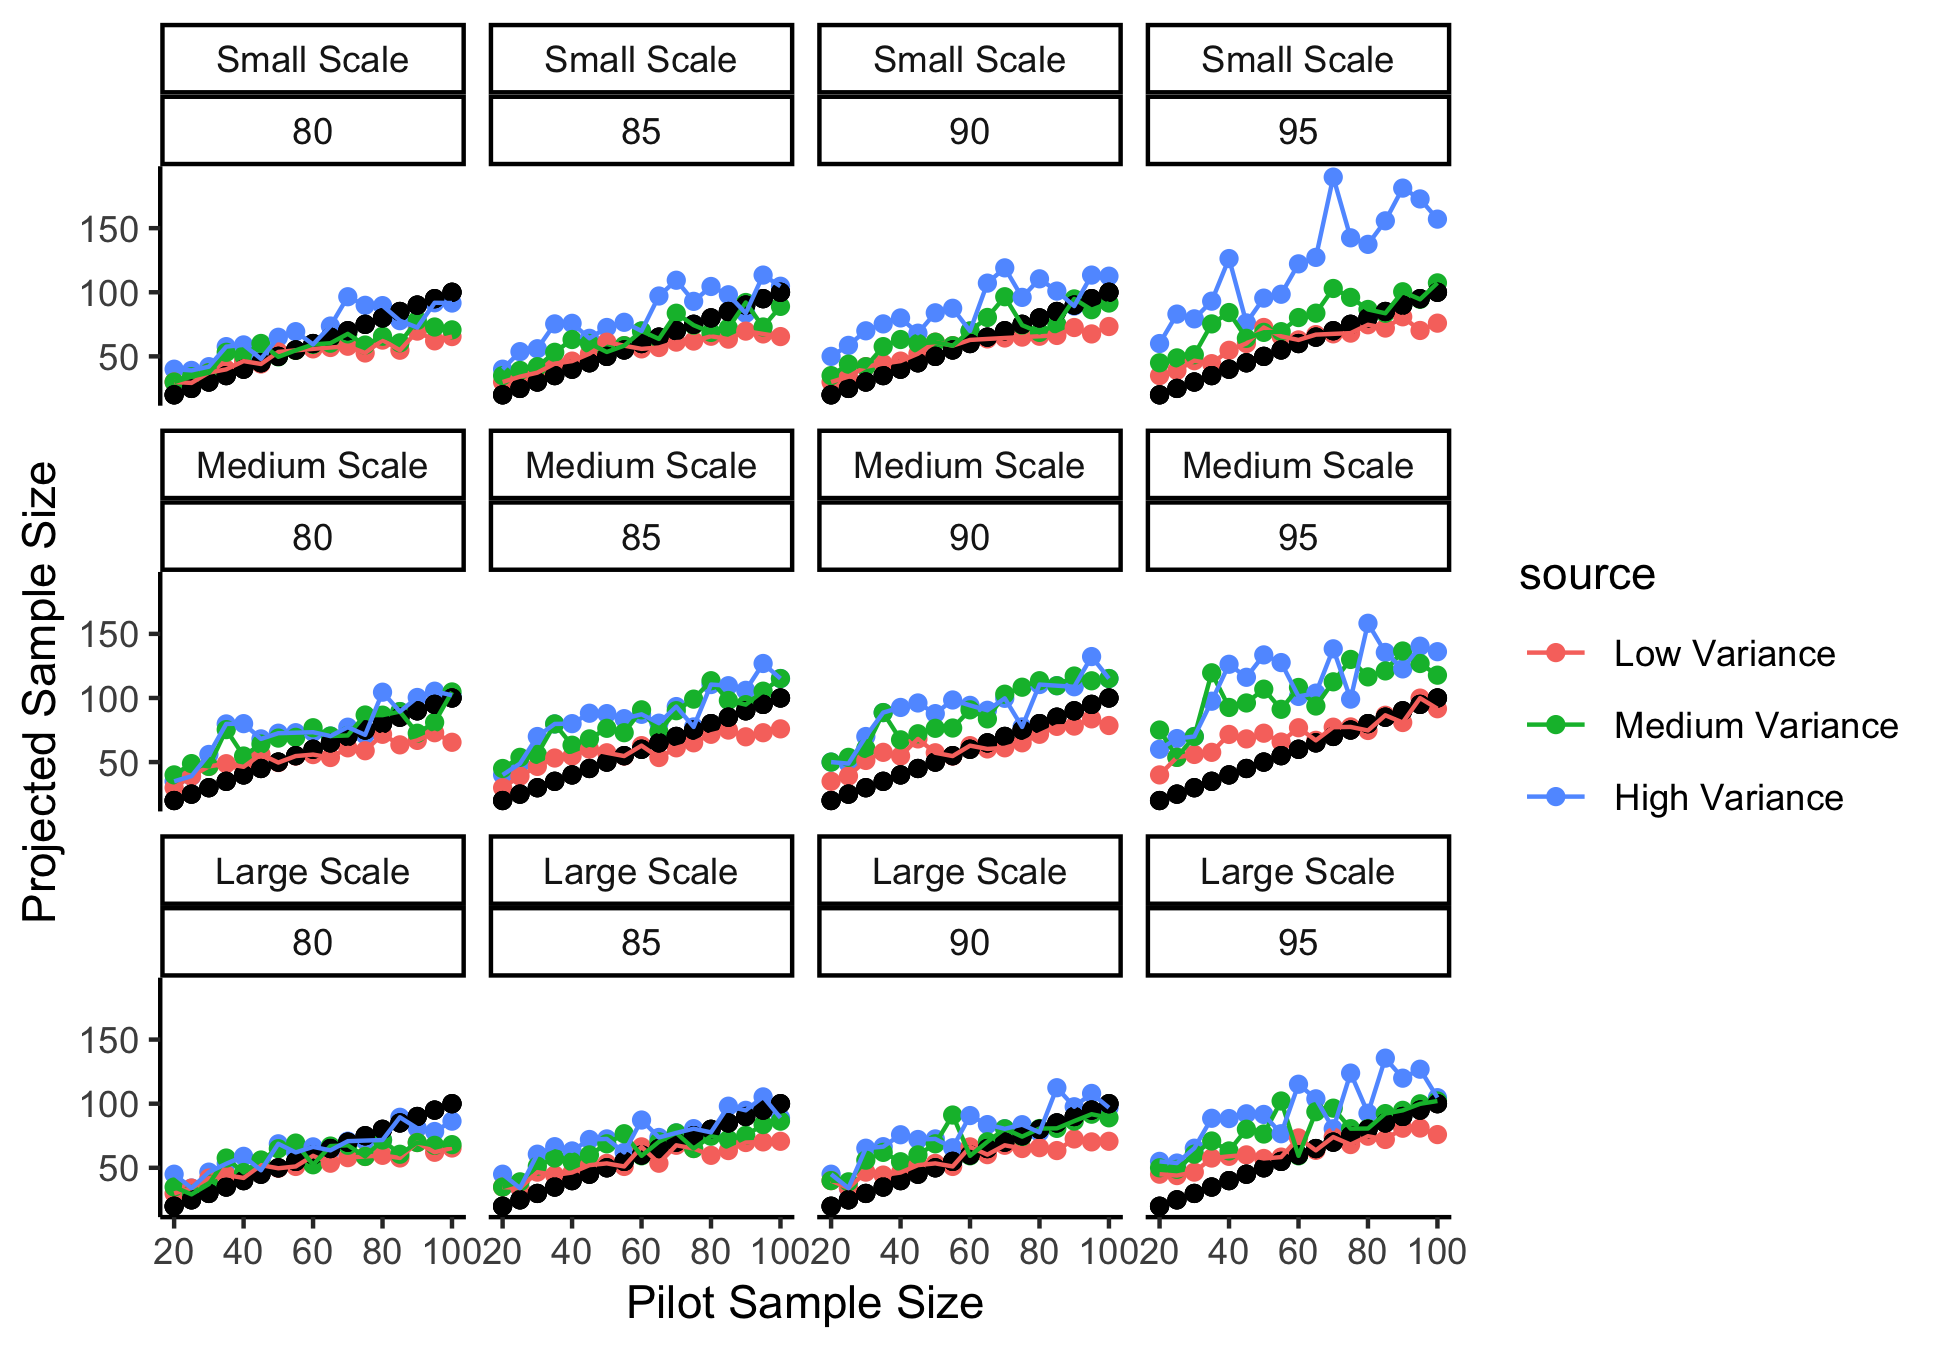 Small Scale Small Scale Small Scale Small Scale
80 85 90 95
150
100
50
Medium Scale Medium Scale Medium Scale Medium Scale
80 85 90 95
150
100
50
Large Scale Large Scale Large Scale Large Scale
80 85 90 95
150
100
50
20 40 60 80 100 20 40 60 80 100 20 40 60 80 100 20 40 60 80 100
Pilot Sample Size
Projected Sample Size
source
Low Variance
Medium Variance
High Variance